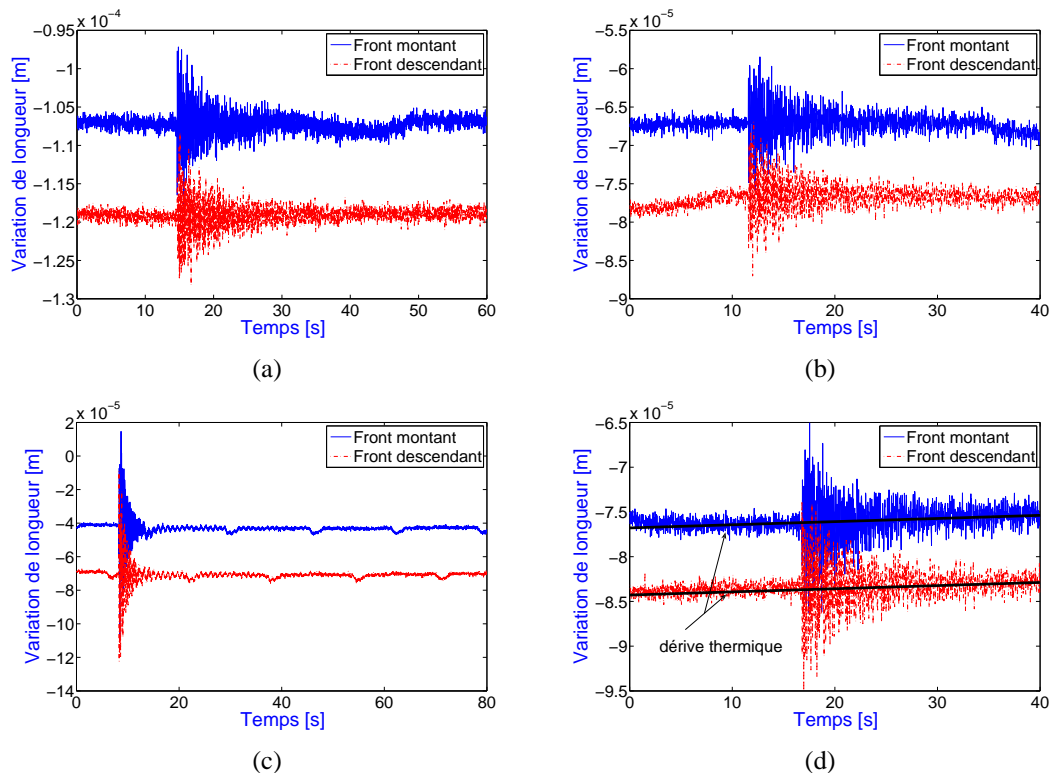 x 10−4
−0.95
−1
−1.05
−1.1
−1.15
−1.2
−1.25
−1.3
0 10 20 30 40 50 60
Variation de longueur [m]
Temps [s]
Front montant
Front descendant
(a)
x 10−5
−5.5
−6
−6.5
−7
−7.5
−8
−8.5
−9
0 10 20 30 40
Variation de longueur [m]
Temps [s]
Front montant
Front descendant
(b)
x 10−5
2
0
−2
−4
−6
−8
−10
−12
−14
0 20 40 60 80
Variation de longueur [m]
Temps [s]
Front montant
Front descendant
(c)
x 10−5
−6.5
−7
−7.5
−8
−8.5
−9
−9.5
0 10 20 30 40
Variation de longueur [m]
Temps [s]
Front montant
Front descendant
dérive thermique
(d)